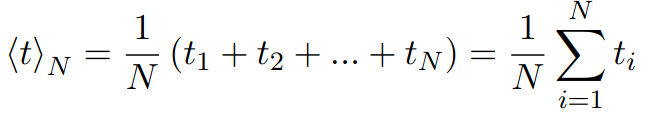 ⟨t⟩_N = \frac{1}{N} (t_1 + t_2 + ... + t_N) = \frac{1}{N} \sum_{i=1}^{N} t_i